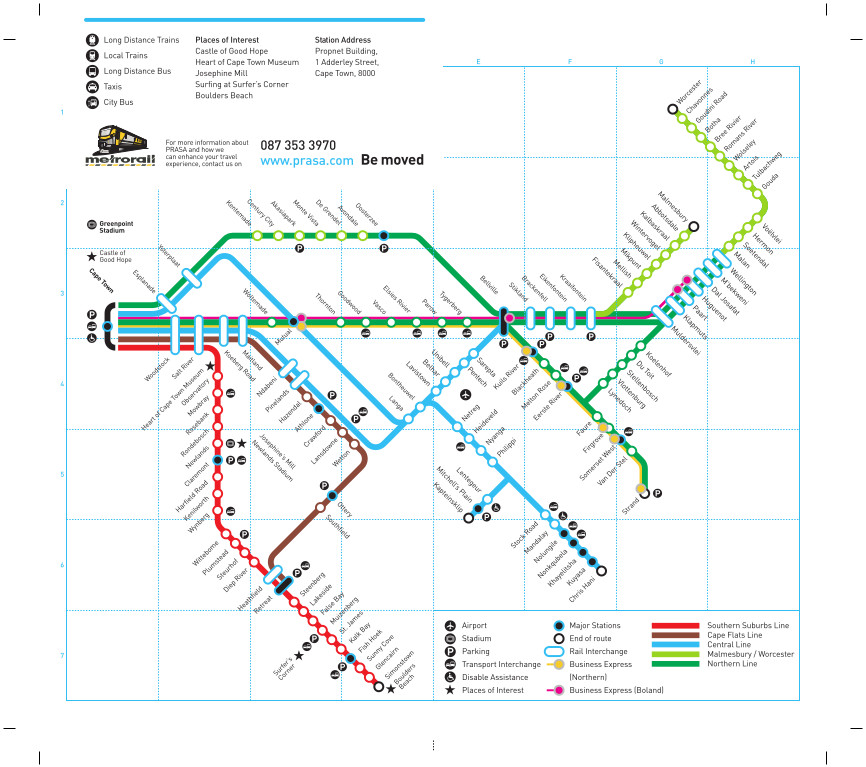 Long Distance Trains
Local Trains
Long Distance Bus
Taxis
City Bus
Places of Interest
Castle of Good Hope
Heart of Cape Town Museum
Josephine Mill
Surfing at Surfer's Corner
Boulders Beach
Station Address
Propnet Building,
1 Adderley Street,
Cape Town, 8000
metrorail
For more information about
PRASA and how we
can enhance your travel
experience, contact us on
087 353 3970
www.prasa.com Be moved
E
F
G
H
1
2
3
4
5
6
7
Greenpoint
Stadium
Castle of
Good Hope
Cape Town
Esplanade
Ysterplaat
Kentemade
Century City
Akasiapark
Monte Vista
De Grendel
Avondale
Oosterzee
Woltemade
Mutual
Thornton
Goodwood
Vasco
Elsies River
Parow
Tygerberg
Bellville
Stikland
Brackenfell
Eikenfontein
Kraaifontein
Fisantekraal
Mellish
Mikpunt
Klipheuwel
Wintervogel
Kalbaskraal
Abbotsdale
Malmesbury
Worcester
Chavonnes
Goudini Road
Botha
Bree Rivier
Romans River
Wolseley
Artois
Tulbachweg
Gouda
Voëlvlei
Hermon
Soetendal
Malan
Wellington
M bekweni
Dal Josafat
Huguenot
Paarl
Klapmuts
Muldersvlei
Koelenhof
Du Toit
Stellenbosch
Vlottenburg
Lynedoch
Woodstock
Salt River
Koeberg Road
Maitland
Ndabeni
Pinelands
Hazendal
Athlone
Crawford
Lansdowne
Wetton
Ottery
Southfield
Heart of Cape Town Museum
Observatory
Mowbray
Rosebank
Rondebosch
Newlands
Claremont
Harfield Road
Kenilworth
Wynberg
Josephine's Mill
Newlands Stadium
Wittebome
Plumstead
Steurhof
Diep River
Heathfield
Retreat
Steenberg
Lakeside
False Bay
Muizenberg
St. James
Kalk Bay
Fish Hoek
Sunny Cove
Glencairn
Simonstown
Boulders
Beach
Surfer's
Corner
Langa
Bonteheuwel
Lavistown
Belhar
Unibell
Pentech
Sarepta
Kuils River
Blackheath
Melton Rose
Eerste River
Faure
Firgrove
Somerset West
Van Der Stel
Strand
Netreg
Heideveld
Nyanga
Philippi
Lentegeur
Mitchell's Plain
Kapteinsklip
Stock Road
Mandalay
Nolungile
Nonkqubela
Khayelitsha
Kuyasa
Chris Hani
Airport
Stadium
Parking
Transport Interchange
Disable Assistance
Places of Interest
Major Stations
End of route
Rail Interchange
Business Express
(Northern)
Business Express (Boland)
Southern Suburbs Line
Cape Flats Line
Central Line
Malmesbury / Worcester
Northern Line